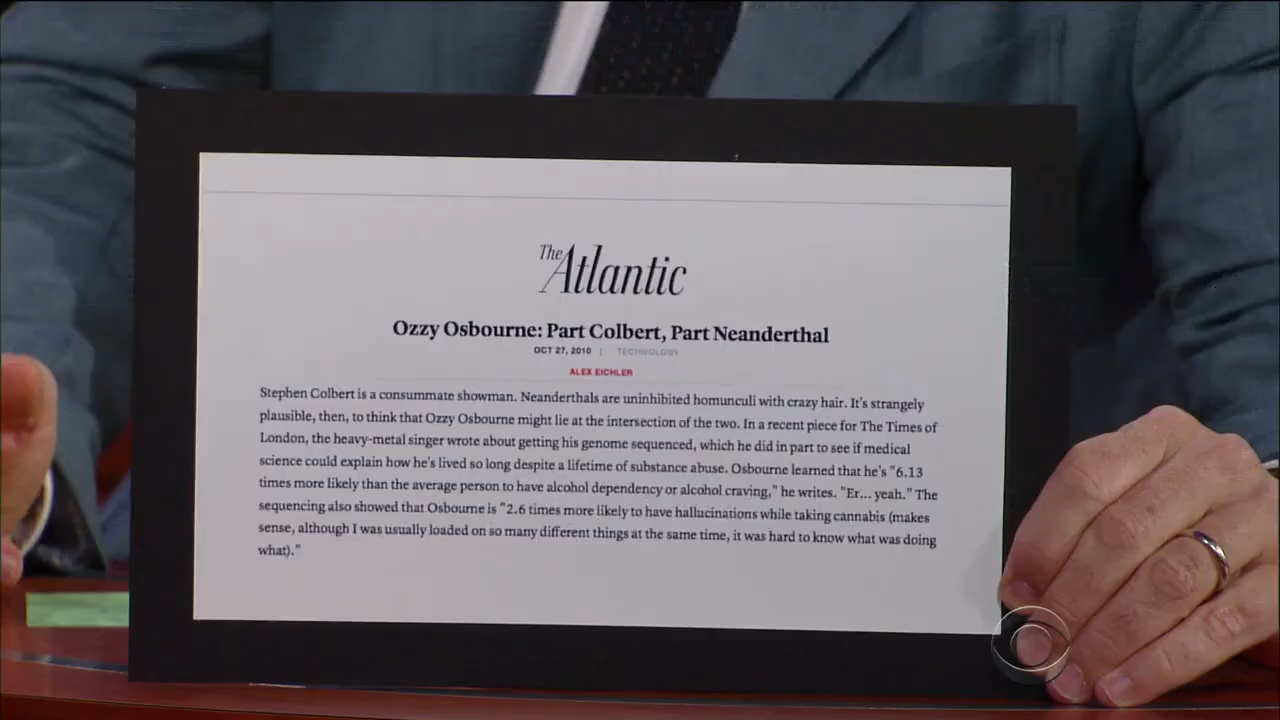 The Atlantic
Ozzy Osbourne: Part Colbert, Part Neanderthal
OCT 27, 2010 | TECHNOLOGY
ALEX EICHLER
Stephen Colbert is a consummate showman. Neanderthals are uninhibited homunculi with crazy hair. It's strangely
plausible, then, to think that Ozzy Osbourne might lie at the intersection of the two. In a recent piece for The Times of
London, the heavy-metal singer wrote about getting his genome sequenced, which he did in part to see if medical
science could explain how he's lived so long despite a lifetime of substance abuse. Osbourne learned that he's "6.13
times more likely than the average person to have alcohol dependency or alcohol craving," he writes. "Er... yeah." The
sequencing also showed that Osbourne is "2.6 times more likely to have hallucinations while taking cannabis (makes
sense, although I was usually loaded on so many different things at the same time, it was hard to know what was doing
what)."